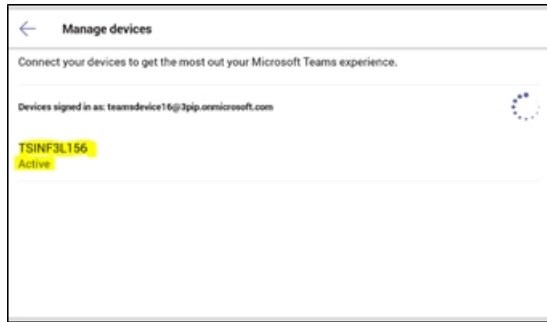 Manage devices
Connect your devices to get the most out your Microsoft Teams experience.
Devices signed in as: teamsdevice16@3pip.onmicrosoft.com
TSINF3L156
Active